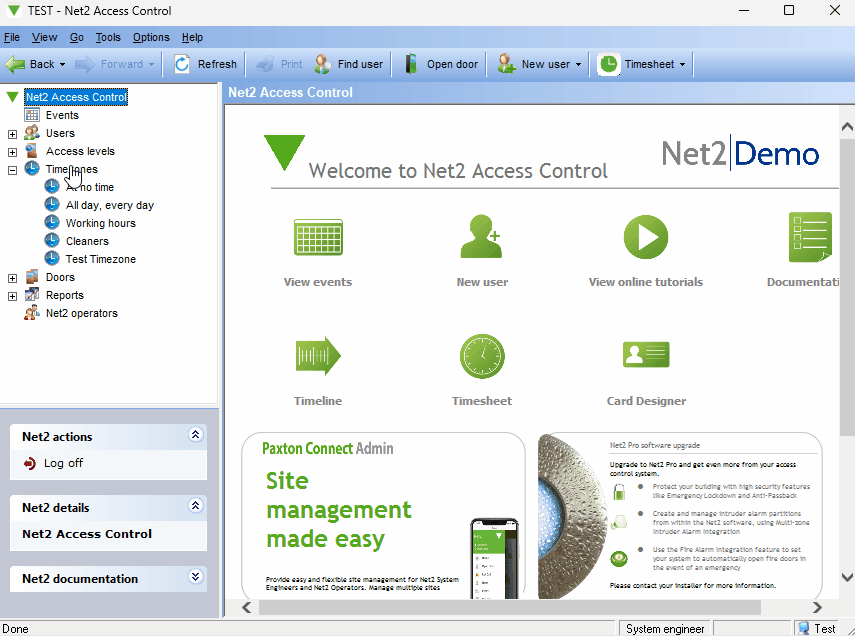 TEST - Net2 Access Control
File View Go Tools Options Help
Back Forward Refresh Print Find user Open door New user Timesheet
Net2 Access Control
Events
Users
Access levels
Timezones
At no time
All day, every day
Working hours
Cleaners
Test Timezone
Doors
Reports
Net2 operators
Net2 actions
Log off
Net2 details
Net2 Access Control
Net2 documentation
Net2 Access Control
Welcome to Net2 Access Control
Net2|Demo
View events
New user
View online tutorials
Documentati
Timeline
Timesheet
Card Designer
Paxton Connect Admin
Site
management
made easy
Provide easy and flexible site management for Net2 System
Engineers and Net2 Operators. Manage multiple sites
Net2 Pro software upgrade
Upgrade to Net2 Pro and get even more from your access
control system.
Protect your building with high security features
like Emergency Lockdown and Anti-Passback
Create and manage intruder alarm partitions
from within the Net2 software, using Multi-zone
Intruder Alarm integration
Use the Fire Alarm Integration feature to set
your system to automatically open fire doors in
the event of an emergency
Please contact your installer for more information.
Done
System engineer
Test